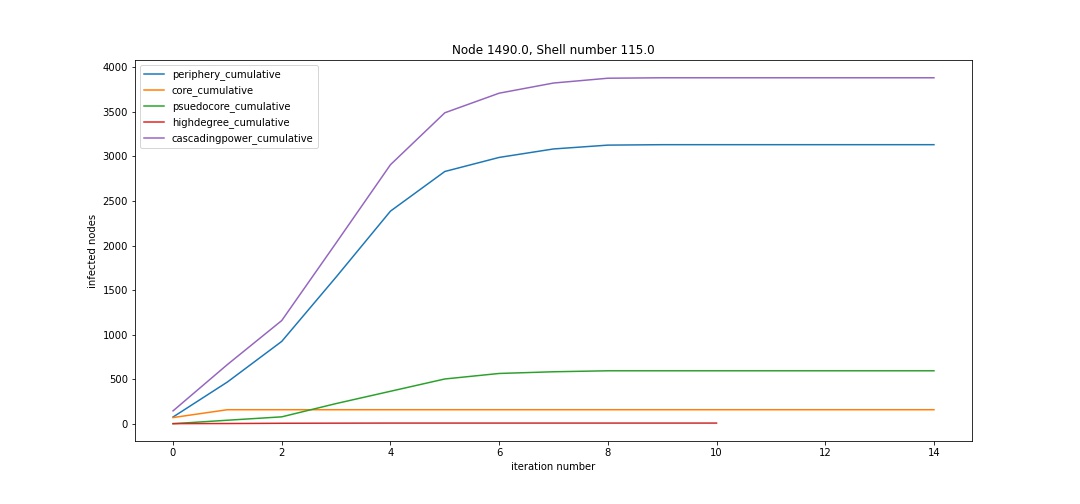 Node 1490.0, Shell number 115.0
periphery_cumulative
core_cumulative
psuedocore_cumulative
highdegree_cumulative
cascadingpower_cumulative
4000
3500
3000
2500
2000
1500
1000
500
0
infected nodes
0 2 4 6 8 10 12 14
iteration number